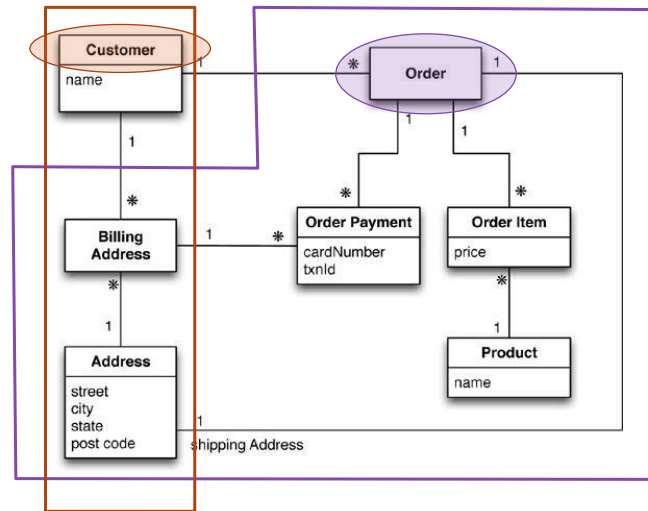 Customer
name
1
*
Order
1
1
1
1
*
Billing
Address
1
*
*
Order Payment
cardNumber
txnId
*
Order Item
price
*
1
Address
street
city
state
post code
1
shipping Address
*
1
Product
name